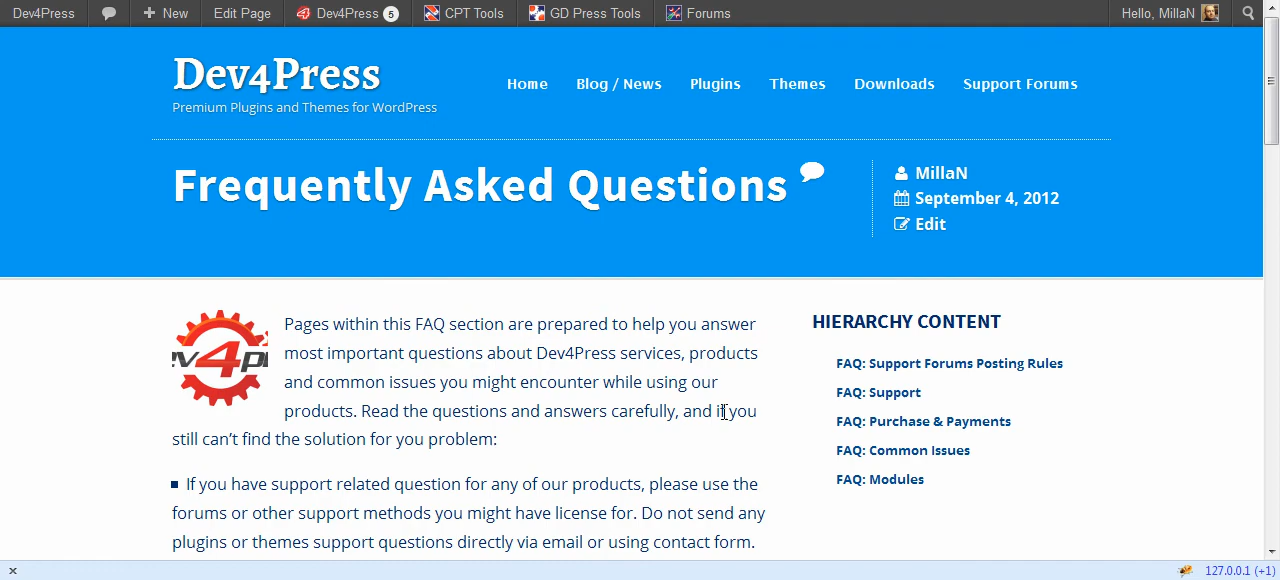 Dev4Press New Edit Page Dev4Press 5 CPT Tools GD Press Tools Forums Hello, MillaN
Dev4Press
Premium Plugins and Themes for WordPress
Home Blog / News Plugins Themes Downloads Support Forums
Frequently Asked Questions
MillaN
September 4, 2012
Edit
v4p
Pages within this FAQ section are prepared to help you answer
most important questions about Dev4Press services, products
and common issues you might encounter while using our
products. Read the questions and answers carefully, and if you
still can’t find the solution for you problem:
If you have support related question for any of our products, please use the
forums or other support methods you might have license for. Do not send any
plugins or themes support questions directly via email or using contact form.
HIERARCHY CONTENT
FAQ: Support Forums Posting Rules
FAQ: Support
FAQ: Purchase & Payments
FAQ: Common Issues
FAQ: Modules
x 127.0.0.1 (+1)